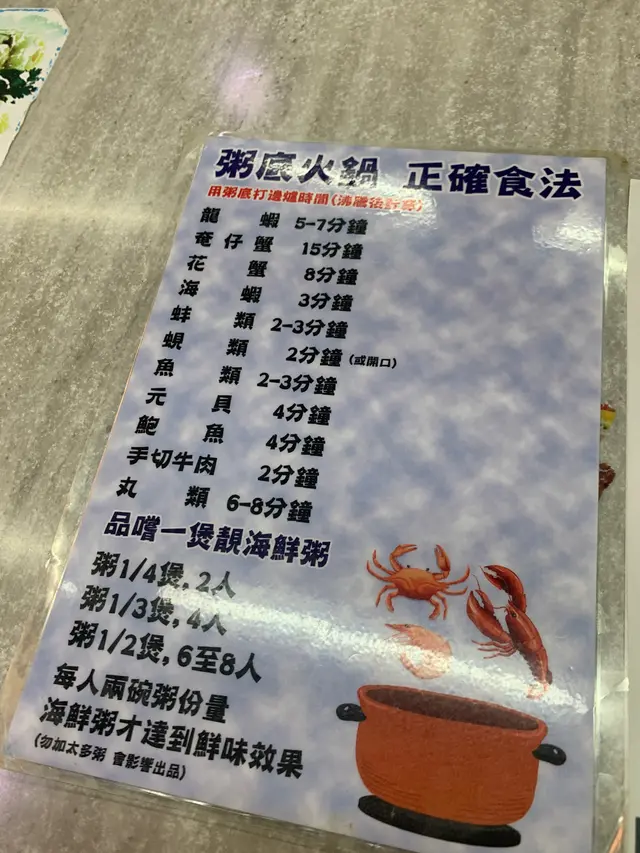 粥底火鍋 正確食法
用粥底打邊爐時間(沸騰後計起)
龍蝦 5-7分鐘
奄仔蟹 15分鐘
花蟹 8分鐘
海蝦 3分鐘
蚌類 2-3分鐘
蜆類 2分鐘(或開口)
魚類 2-3分鐘
元貝 4分鐘
鮑魚 4分鐘
手切牛肉 2分鐘
丸類 6-8分鐘
品嚐一煲靚海鮮粥
粥1/4煲,2人
粥1/3煲,4人
粥1/2煲,6至8人
每人兩碗粥份量
海鮮粥才達到鮮味效果
(勿加太多粥 會影響出品)